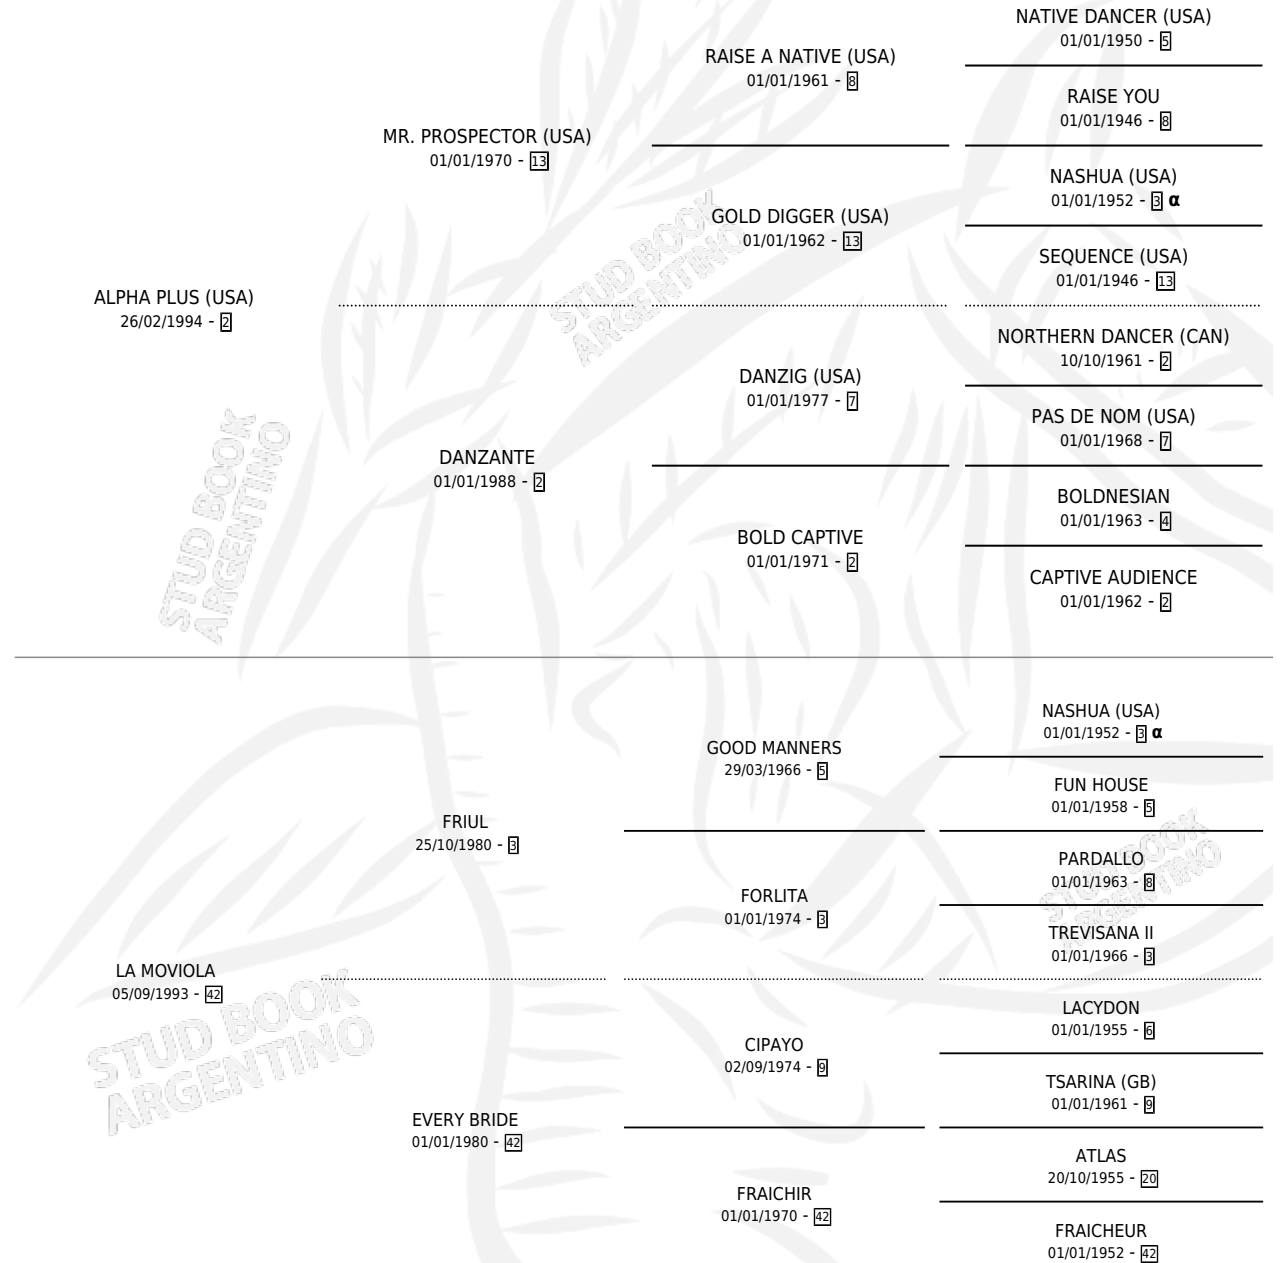 NATIVE DANCER (USA)
01/01/1950 - 5
RAISE A NATIVE (USA)
01/01/1961 - 8
RAISE YOU
01/01/1946 - 8
MR. PROSPECTOR (USA)
01/01/1970 - 13
NASHUA (USA)
01/01/1952 - 3 α
GOLD DIGGER (USA)
01/01/1962 - 13
SEQUENCE (USA)
01/01/1946 - 13
ALPHA PLUS (USA)
26/02/1994 - 2
NORTHERN DANCER (CAN)
10/10/1961 - 2
DANZIG (USA)
01/01/1977 - 7
PAS DE NOM (USA)
01/01/1968 - 7
DANZANTE
01/01/1988 - 2
BOLDNESIAN
01/01/1963 - 4
BOLD CAPTIVE
01/01/1971 - 2
CAPTIVE AUDIENCE
01/01/1962 - 2
STUD BOOK
ARGENTINO
STUD BOOK
ARGENTINO
NASHUA (USA)
01/01/1952 - 3 α
GOOD MANNERS
29/03/1966 - 5
FUN HOUSE
01/01/1958 - 5
FRIUL
25/10/1980 - 3
PARDALLO
01/01/1963 - 8
FORLITA
01/01/1974 - 3
TREVISANA II
01/01/1966 - 3
STUD BOOK
ARGENTINO
LA MOVIOLA
05/09/1993 - 42
LACYDON
01/01/1955 - 6
CIPAYO
02/09/1974 - 9
TSARINA (GB)
01/01/1961 - 9
EVERY BRIDE
01/01/1980 - 42
ATLAS
20/10/1955 - 20
FRAICHIR
01/01/1970 - 42
FRAICHEUR
01/01/1952 - 42
STUD BOOK
ARGENTINO